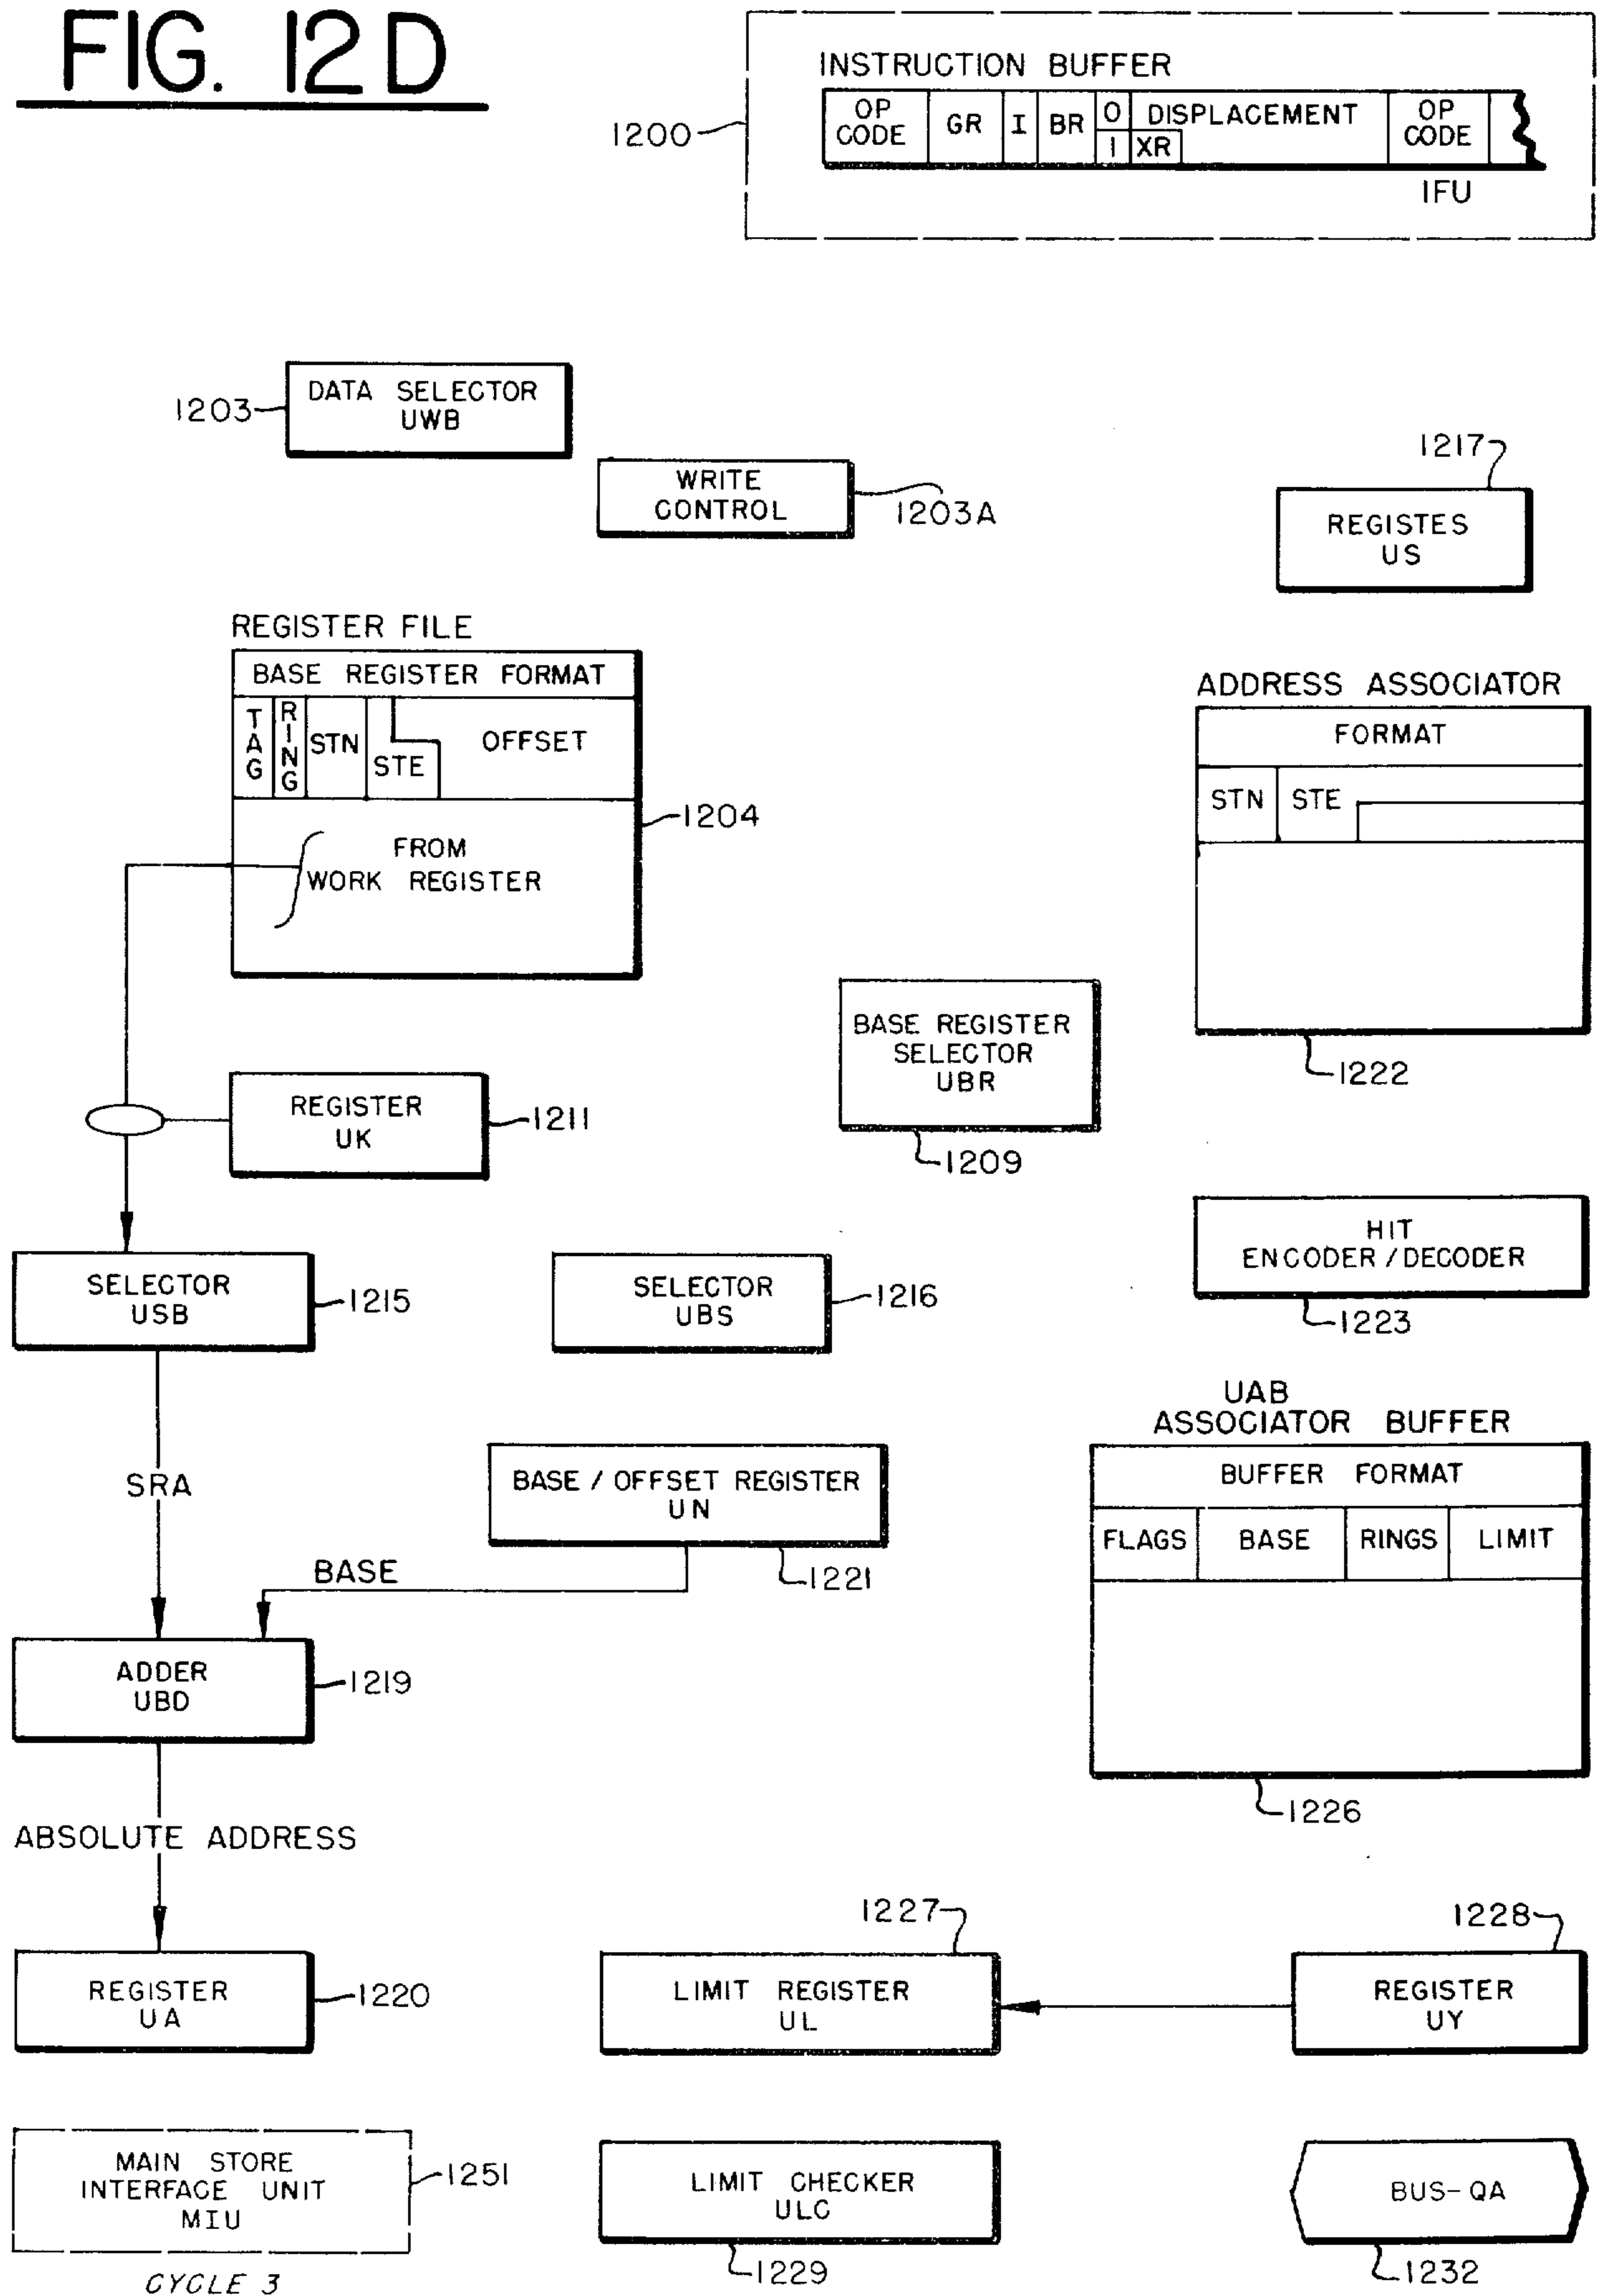 FIG. 12D
INSTRUCTION BUFFER
OP CODE
GR
I
BR
O
I
DISPLACEMENT
XR
OP CODE
1200
IFU
DATA SELECTOR
UWB
1203
WRITE
CONTROL
1203A
1217
REGISTES
US
REGISTER FILE
BASE REGISTER FORMAT
TAG
RING
STN
STE
OFFSET
FROM
WORK REGISTER
1204
ADDRESS ASSOCIATOR
FORMAT
STN
STE
1222
BASE REGISTER
SELECTOR
UBR
1209
REGISTER
UK
1211
HIT
ENCODER/DECODER
1223
SELECTOR
USB
1215
SELECTOR
UBS
1216
UAB
ASSOCIATOR BUFFER
BUFFER FORMAT
FLAGS
BASE
RINGS
LIMIT
1226
SRA
BASE / OFFSET REGISTER
UN
1221
BASE
ADDER
UBD
1219
ABSOLUTE ADDRESS
REGISTER
UA
1220
1227
LIMIT REGISTER
UL
1228
REGISTER
UY
MAIN STORE
INTERFACE UNIT
MIU
1251
LIMIT CHECKER
ULC
1229
BUS-QA
1232
CYCLE 3